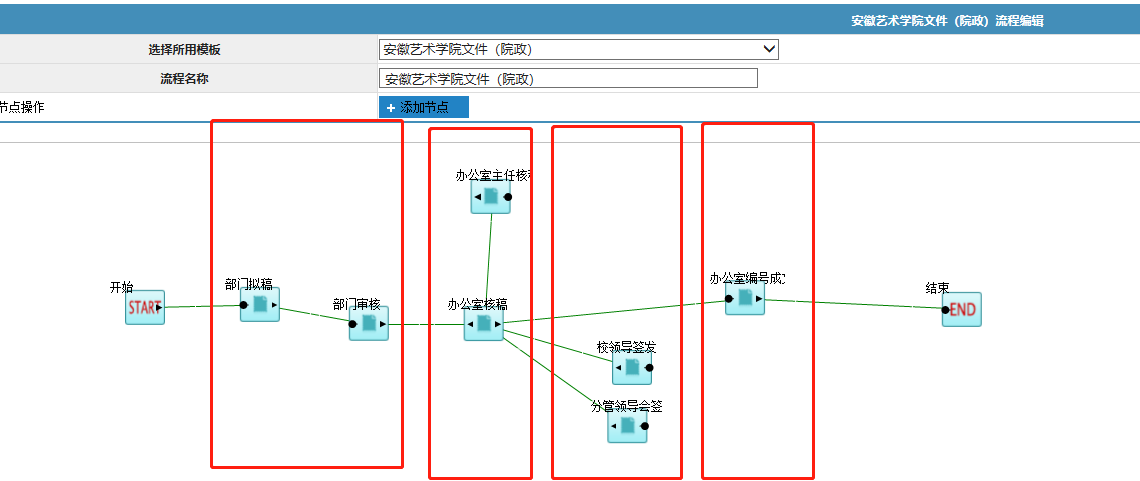 安徽艺术学院文件（院政）流程编辑
选择所用模板
安徽艺术学院文件（院政）
流程名称
安徽艺术学院文件（院政）
节点操作
+ 添加节点
办公室主任核
开始
START
部门拟稿
部门审核
办公室核稿
办公室编号成
校领导签发
分管领导会签
结束
END